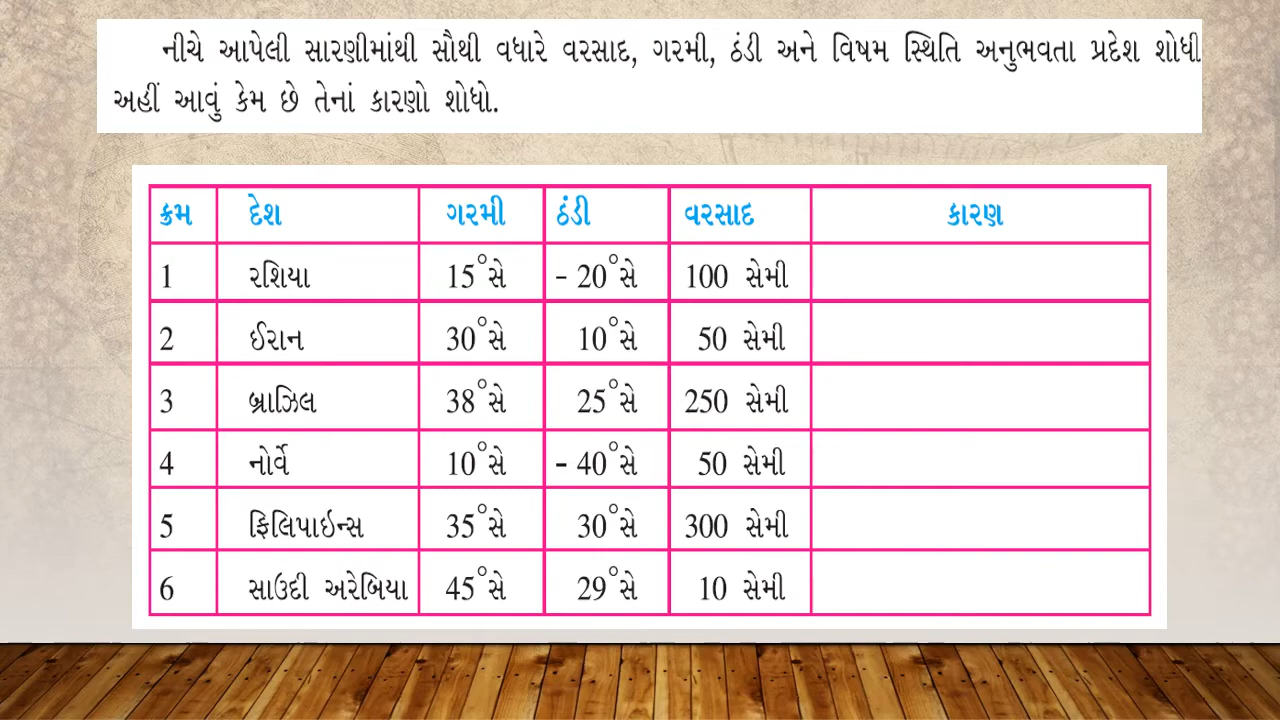 નીચે આપેલી સારણીમાંથી સૌથી વધારે વરસાદ, ગરમી, ઠંડી અને વિષમ સ્થિતિ અનુભવતા પ્રદેશ શોધી
અહીં આવું કેમ છે તેનાં કારણો શોધો.
ક્રમ દેશ ગરમી ઠંડી વરસાદ કારણ
1 રશિયા 15°સે – 20°સે 100 સેમી
2 ઈરાન 30°સે 10°સે 50 સેમી
3 બ્રાઝિલ 38°સે 25°સે 250 સેમી
4 નોર્વે 10°સે – 40°સે 50 સેમી
5 ફિલિપાઇન્સ 35°સે 30°સે 300 સેમી
6 સાઉદી અરેબિયા 45°સે 29°સે 10 સેમી